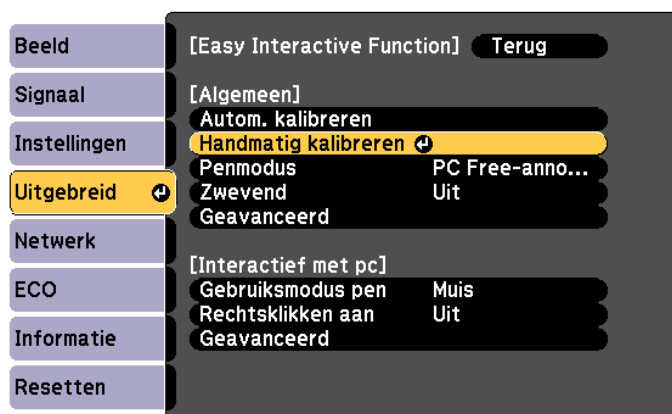 Beeld
Signaal
Instellingen
Uitgebreid
Netwerk
ECO
Informatie
Resetten
[Easy Interactive Function] Terug
[Algemeen]
Autom. kalibreren
Handmatig kalibreren
Penmodus PC Free-anno...
Zwevend Uit
Geavanceerd
[Interactief met pc]
Gebruiksmodus pen Muis
Rechtsklikken aan Uit
Geavanceerd